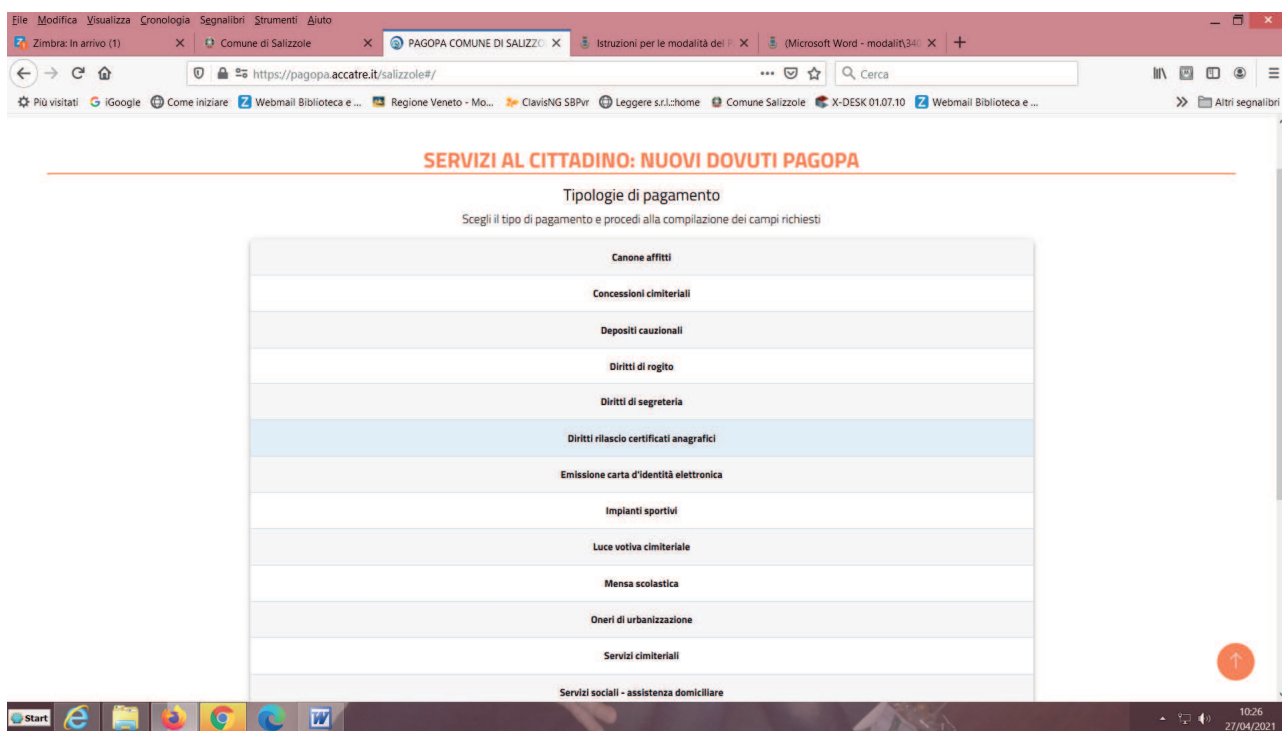 File Modifica Visualizza Cronologia Segnalibri Strumenti Aiuto
Zimbra: In arrivo (1)
Comune di Salizzole
PAGOPA COMUNE DI SALIZZO
Istruzioni per le modalità del P
(Microsoft Word - modalit\34
https://pagopa.accatre.it/salizzole#/
Cerca
Più visitati iGoogle Come iniziare Webmail Biblioteca e ... Regione Veneto - Mo... ClavisNG SBPvr Leggere s.r.l.::home Comune Salizzole X-DESK 01.07.10 Webmail Biblioteca e ... Altri segnalibri
SERVIZI AL CITTADINO: NUOVI DOVUTI PAGOPA
Tipologie di pagamento
Scegli il tipo di pagamento e procedi alla compilazione dei campi richiesti
Canone affitti
Concessioni cimiteriali
Depositi cauzionali
Diritti di rogito
Diritti di segreteria
Diritti rilascio certificati anagrafici
Emissione carta d'identità elettronica
Impianti sportivi
Luce votiva cimiteriale
Mensa scolastica
Oneri di urbanizzazione
Servizi cimiteriali
Servizi sociali - assistenza domiciliare
Start
10:26
27/04/2021